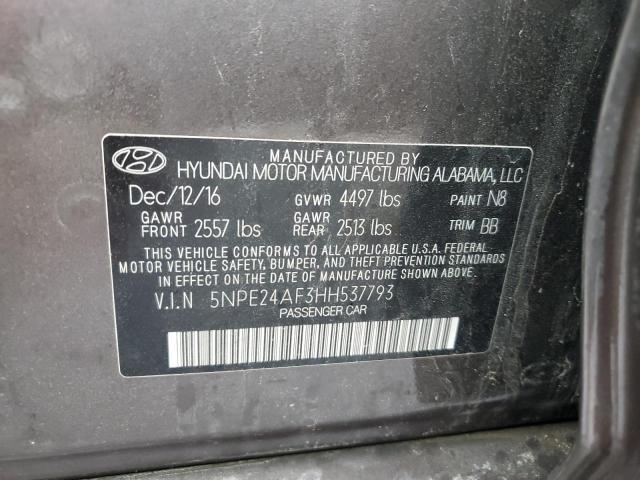 MANUFACTURED BY
HYUNDAI MOTOR MANUFACTURING ALABAMA, LLC
Dec/12/16 GVWR 4497 lbs PAINT N8
GAWR FRONT 2557 lbs GAWR REAR 2513 lbs TRIM BB
THIS VEHICLE CONFORMS TO ALL APPLICABLE U.S.A. FEDERAL
MOTOR VEHICLE SAFETY, BUMPER, AND THEFT PREVENTION STANDARDS
IN EFFECT ON THE DATE OF MANUFACTURE SHOWN ABOVE.
V.I.N 5NPE24AF3HH537793
PASSENGER CAR